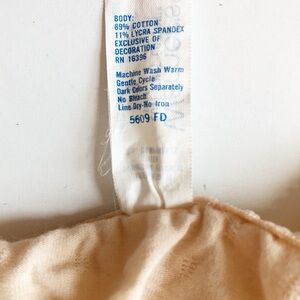 BODY:
89% COTTON
11% LYCRA SPANDEX
EXCLUSIVE OF
DECORATION
RN 16396
Machine Wash Warm
Gentle Cycle
Dark Colors Separately
No Bleach
Line Dry-No Iron
5609 FD